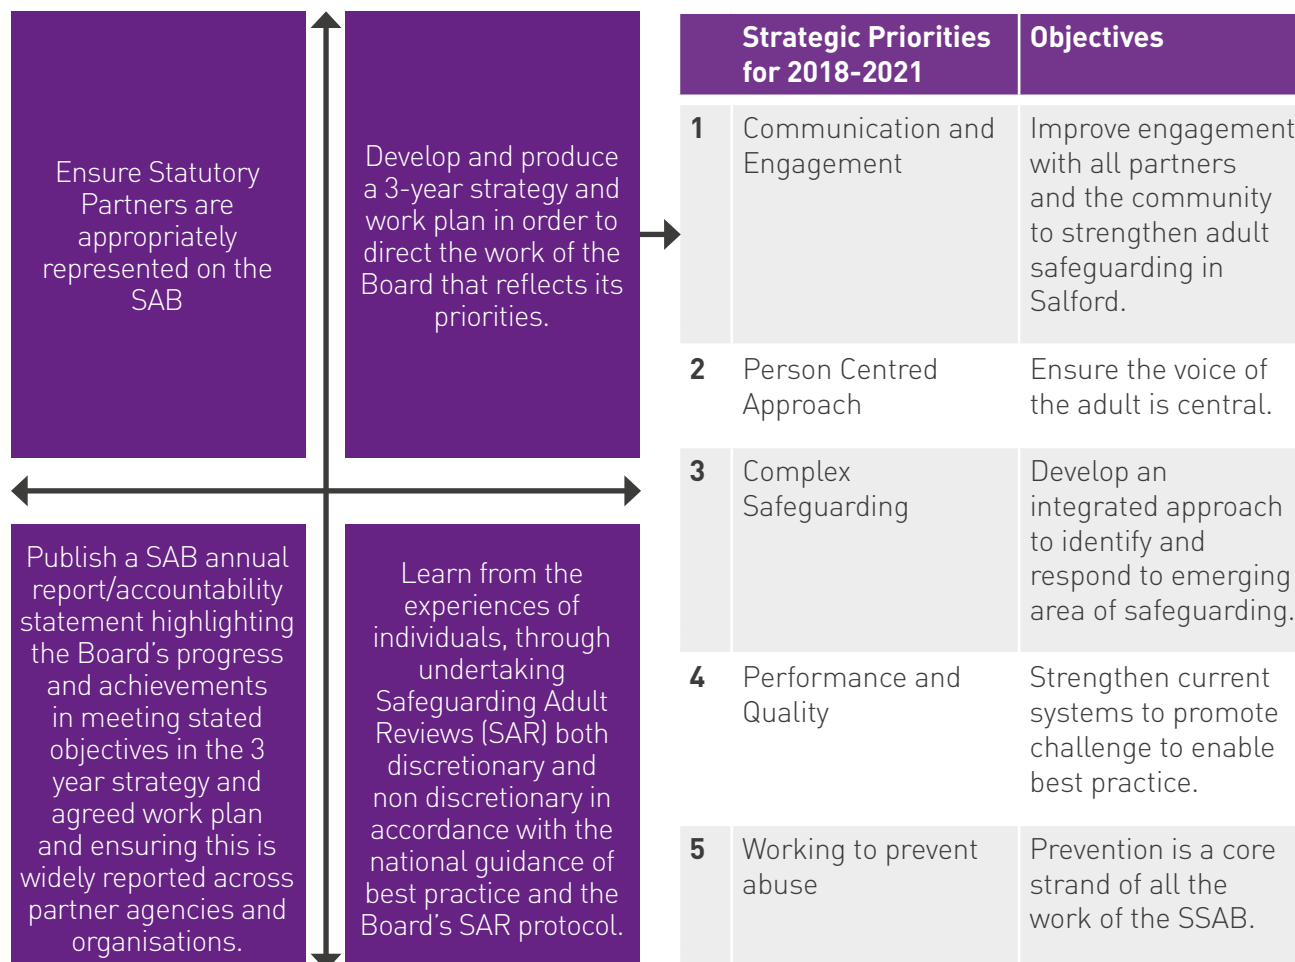 Ensure Statutory
Partners are
appropriately
represented on the
SAB
Develop and produce
a 3-year strategy and
work plan in order to
direct the work of the
Board that reflects its
priorities.
Publish a SAB annual
report/accountability
statement highlighting
the Board’s progress
and achievements
in meeting stated
objectives in the 3
year strategy and
agreed work plan
and ensuring this is
widely reported across
partner agencies and
organisations.
Learn from the
experiences of
individuals, through
undertaking
Safeguarding Adult
Reviews (SAR) both
discretionary and
non discretionary in
accordance with the
national guidance of
best practice and the
Board’s SAR protocol.
Strategic Priorities
for 2018-2021
Objectives
1
Communication and
Engagement
Improve engagement
with all partners
and the community
to strengthen adult
safeguarding in
Salford.
2
Person Centred
Approach
Ensure the voice of
the adult is central.
3
Complex
Safeguarding
Develop an
integrated approach
to identify and
respond to emerging
area of safeguarding.
4
Performance and
Quality
Strengthen current
systems to promote
challenge to enable
best practice.
5
Working to prevent
abuse
Prevention is a core
strand of all the
work of the SSAB.